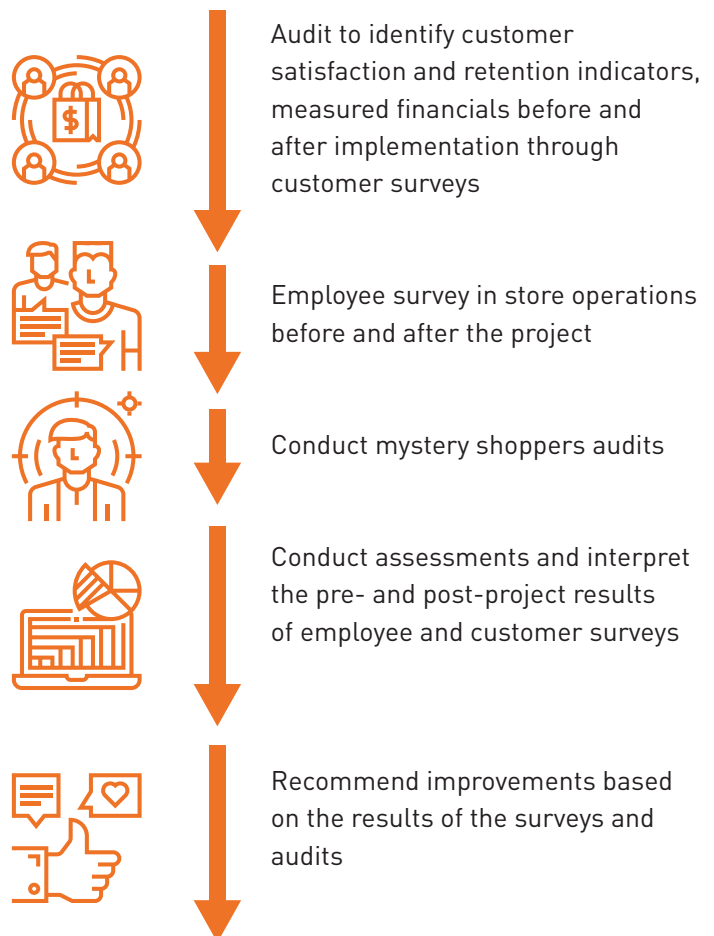 Audit to identify customer
satisfaction and retention indicators,
measured financials before and
after implementation through
customer surveys
Employee survey in store operations
before and after the project
Conduct mystery shoppers audits
Conduct assessments and interpret
the pre- and post-project results
of employee and customer surveys
Recommend improvements based
on the results of the surveys and
audits